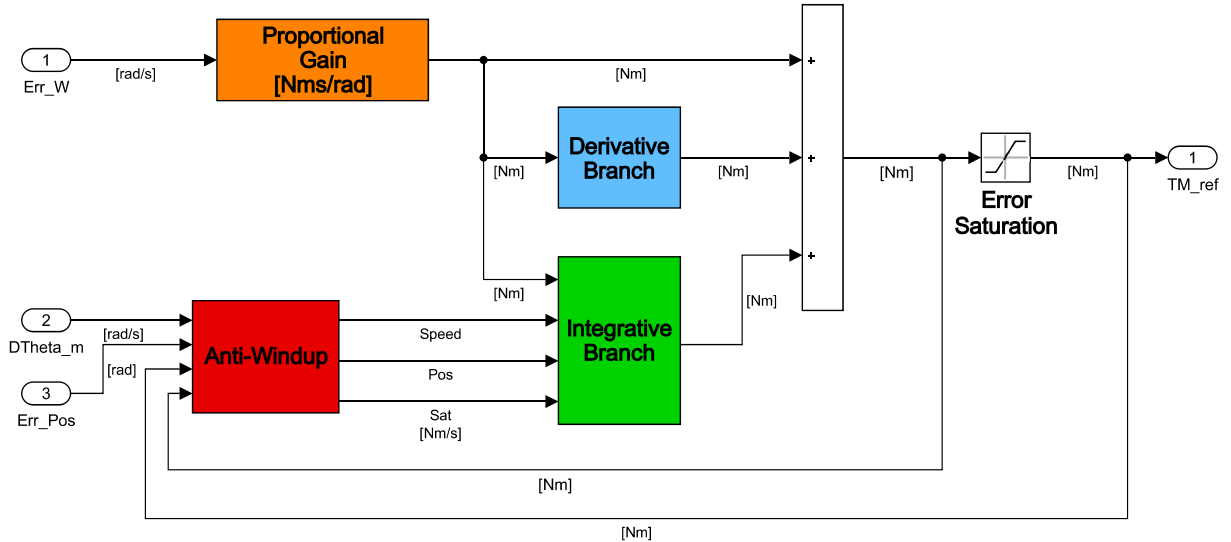 Proportional
Gain
[Nms/rad]
1
Err_W
[rad/s]
[Nm]
+
Derivative
Branch
[Nm]
[Nm]
+
[Nm]
Error
Saturation
[Nm]
1
TM_ref
[Nm]
Integrative
Branch
[Nm]
+
2
DTheta_m
[rad/s]
3
Err_Pos
[rad]
Anti-Windup
Speed
Pos
Sat
[Nm/s]
[Nm]
[Nm]